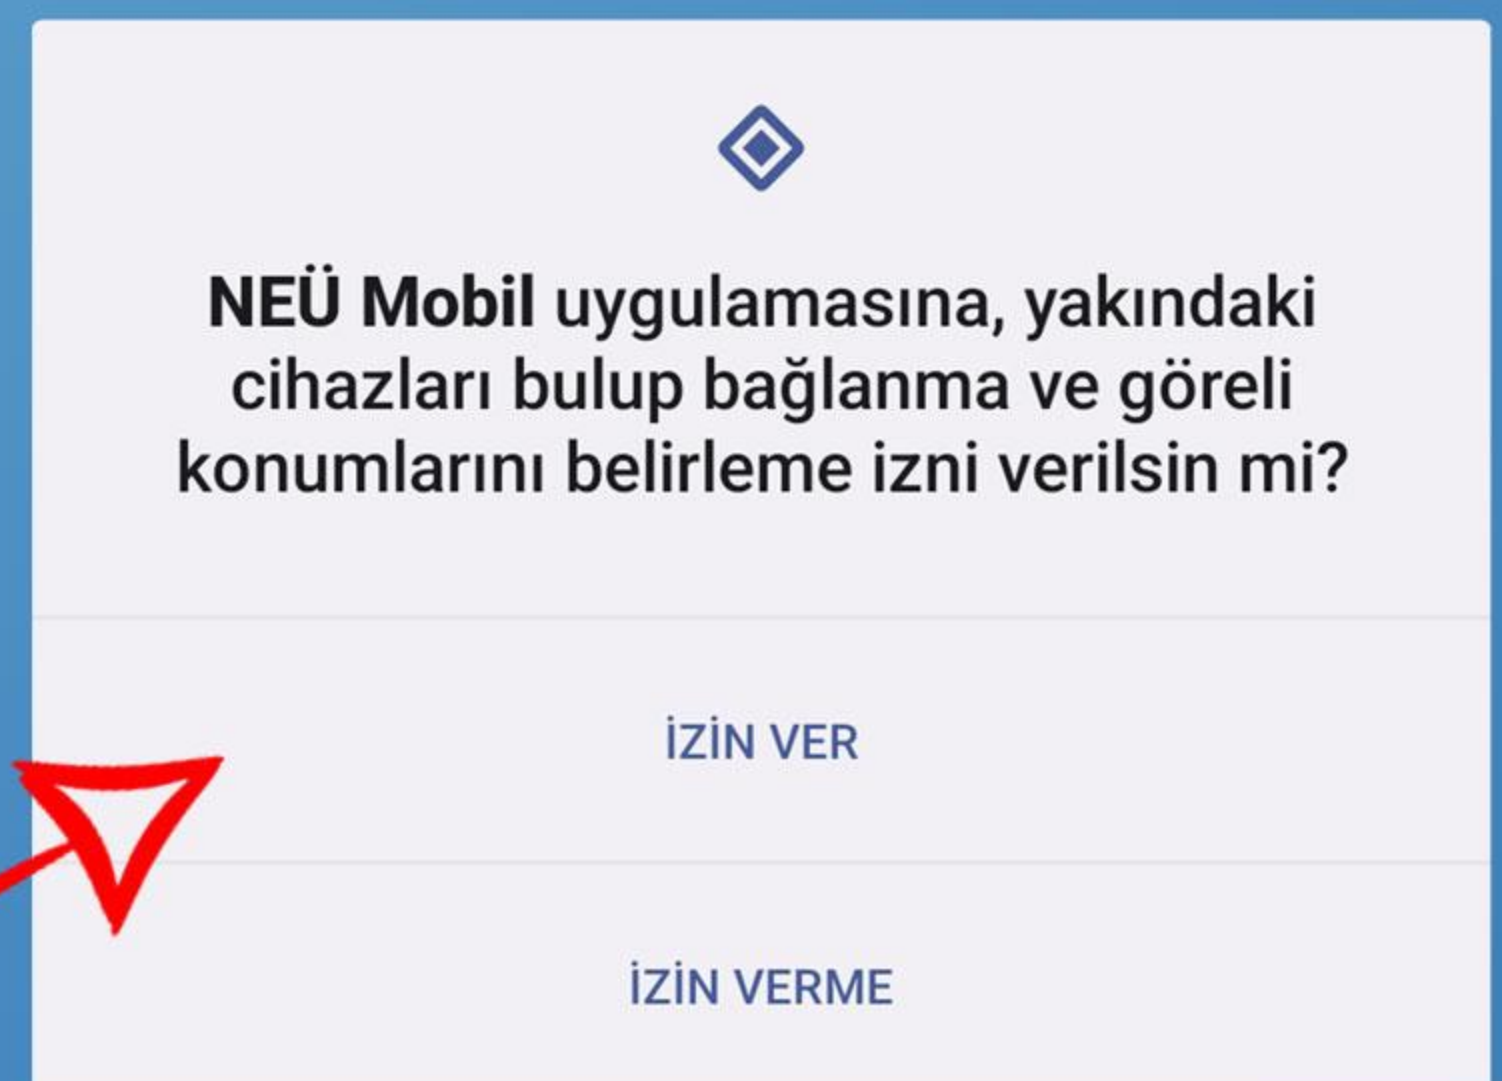 NEÜ Mobil uygulamasına, yakındaki
cihazları bulup bağlanma ve göreli
konumlarını belirleme izni verilsin mi?
İZİN VER
İZİN VERME